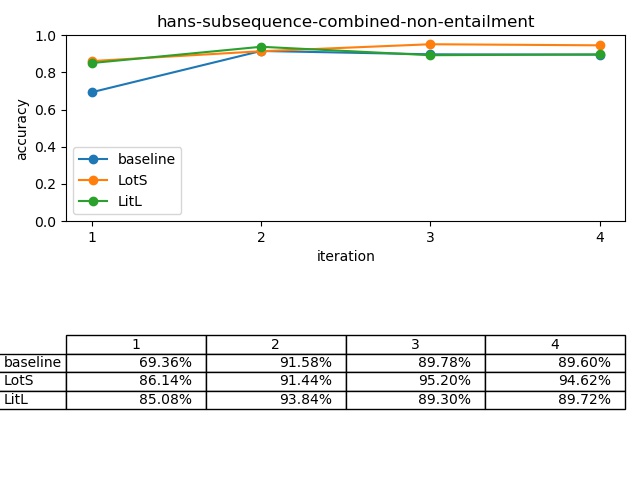 hans-subsequence-combined-non-entailment
1.0
0.8
0.6
0.4
0.2
0.0
accuracy
baseline
LotS
LitL
1 2 3 4
iteration
1 2 3 4
baseline 69.36% 91.58% 89.78% 89.60%
LotS 86.14% 91.44% 95.20% 94.62%
LitL 85.08% 93.84% 89.30% 89.72%